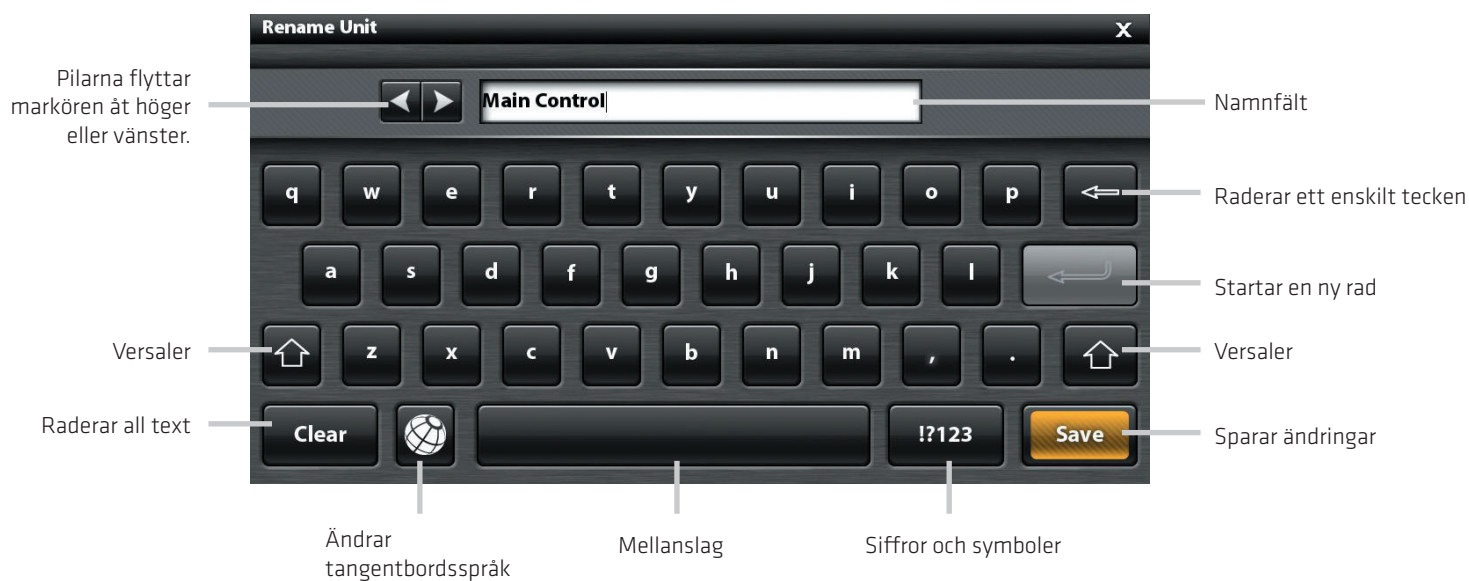 Rename Unit X
Pilarna flyttar
markören åt höger
eller vänster.
Main Control
Namnfält
q w e r t y u i o p
Raderar ett enskilt tecken
a s d f g h j k l
Startar en ny rad
Versaler
z x c v b n m , .
Versaler
Raderar all text
Clear !?123 Save
Sparar ändringar
Ändrar
tangentbordsspråk
Mellanslag
Siffror och symboler